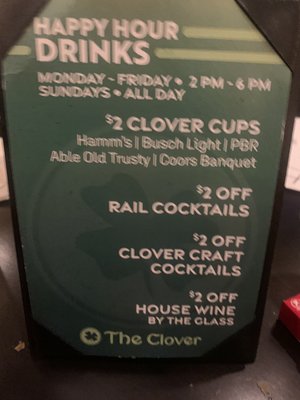 HAPPY HOUR
DRINKS
MONDAY - FRIDAY • 2 PM - 6 PM
SUNDAYS • ALL DAY
$2 CLOVER CUPS
Hamm's | Busch Light | PBR
Able Old Trusty | Coors Banquet
$2 OFF
RAIL COCKTAILS
$2 OFF
CLOVER CRAFT
COCKTAILS
$2 OFF
HOUSE WINE
BY THE GLASS
The Clover